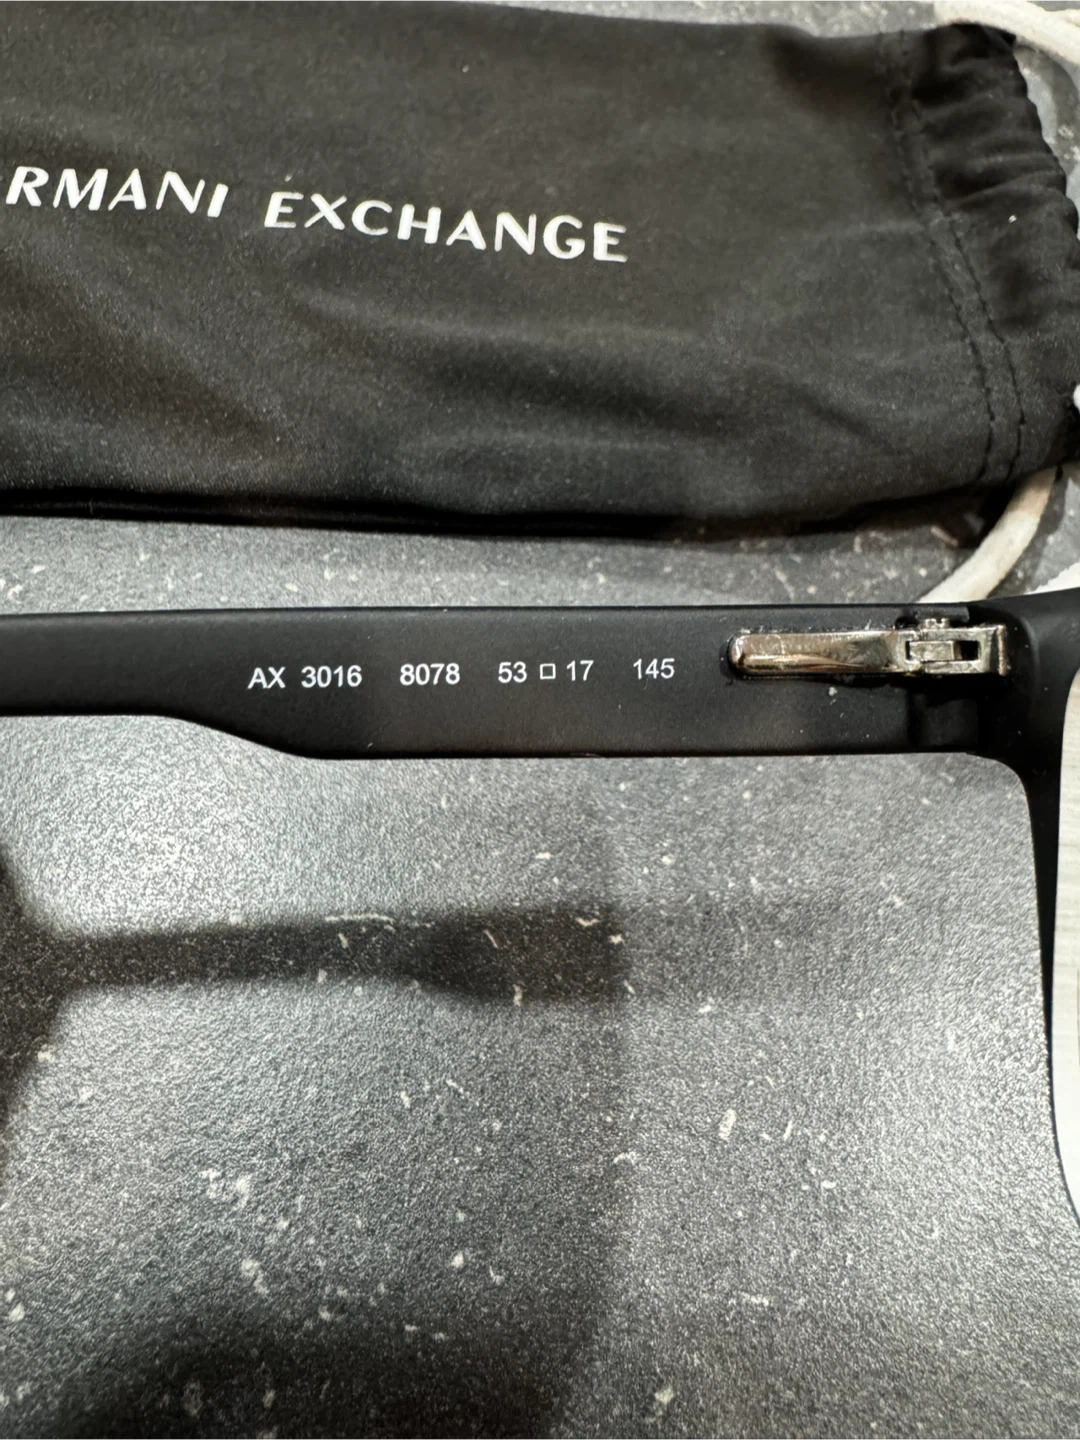 RMANI EXCHANGE
AX 3016 8078 53 □ 17 145